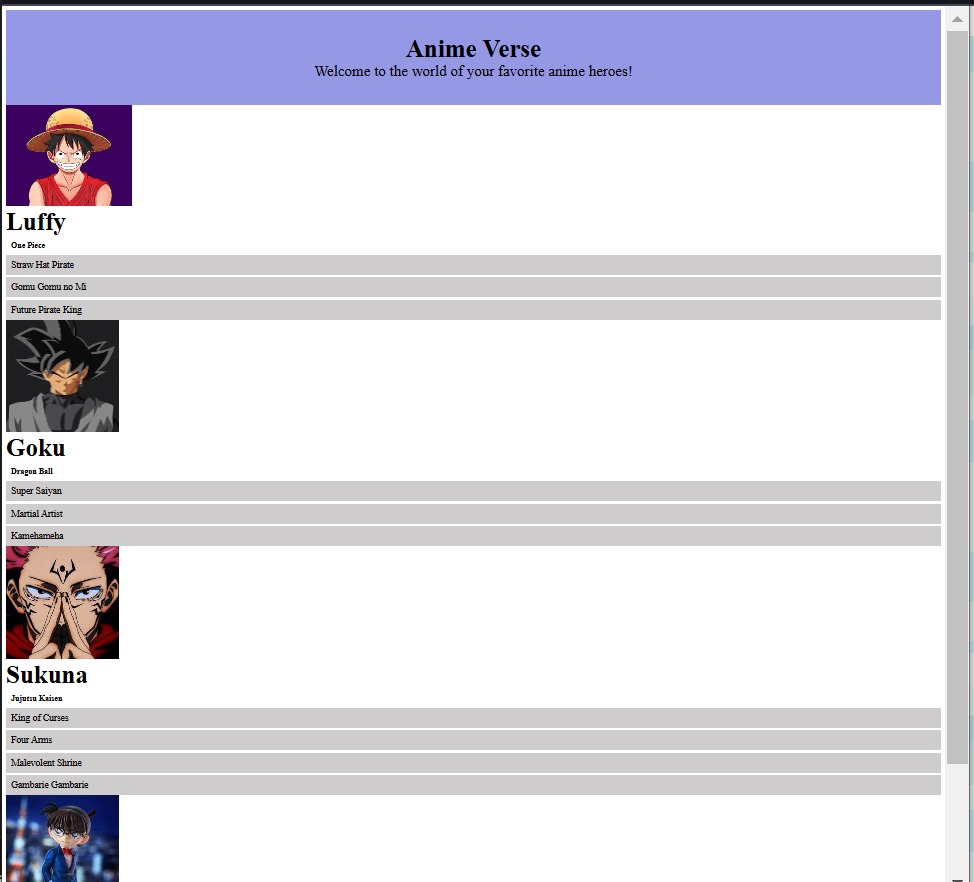 Anime Verse
Welcome to the world of your favorite anime heroes!
Luffy
One Piece
Straw Hat Pirate
Gomu Gomu no Mi
Future Pirate King
Goku
Dragon Ball
Super Saiyan
Martial Artist
Kamehameha
Sukuna
Jujutsu Kaisen
King of Curses
Four Arms
Malevolent Shrine
Gambarie Gambarie